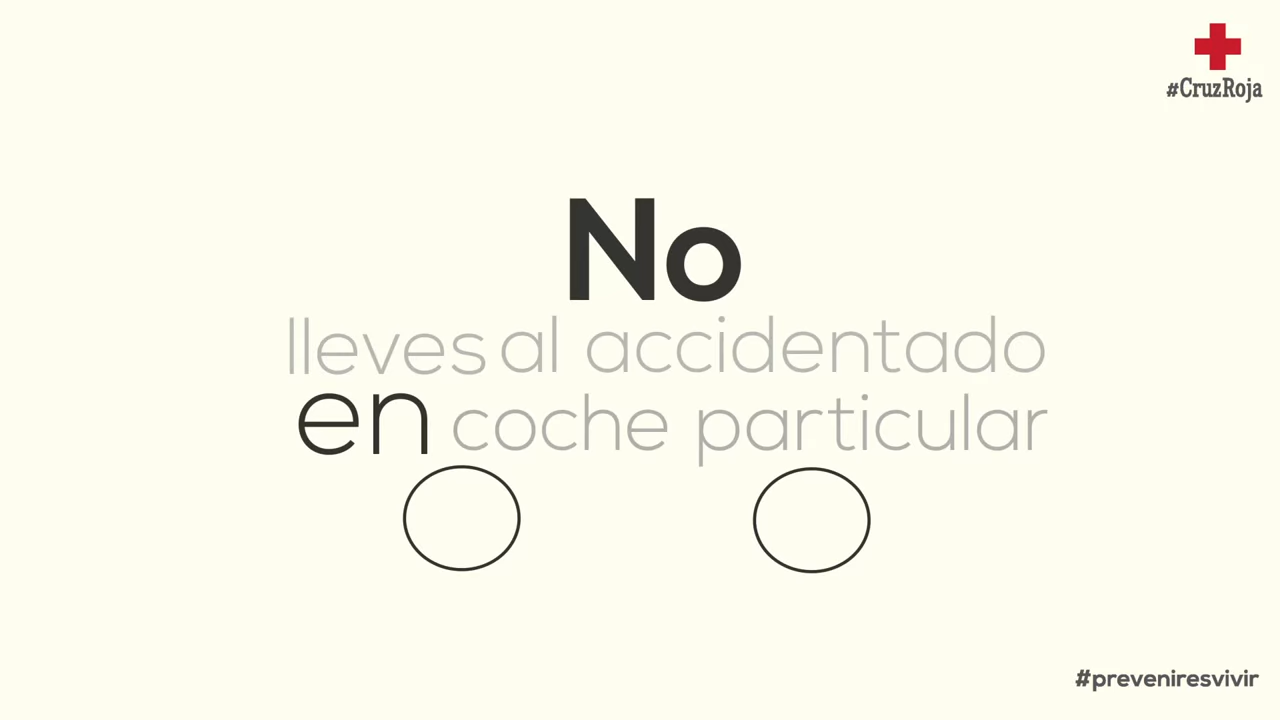 #CruzRoja
No
lleves al accidentado
en coche particular
#preveniresvivir